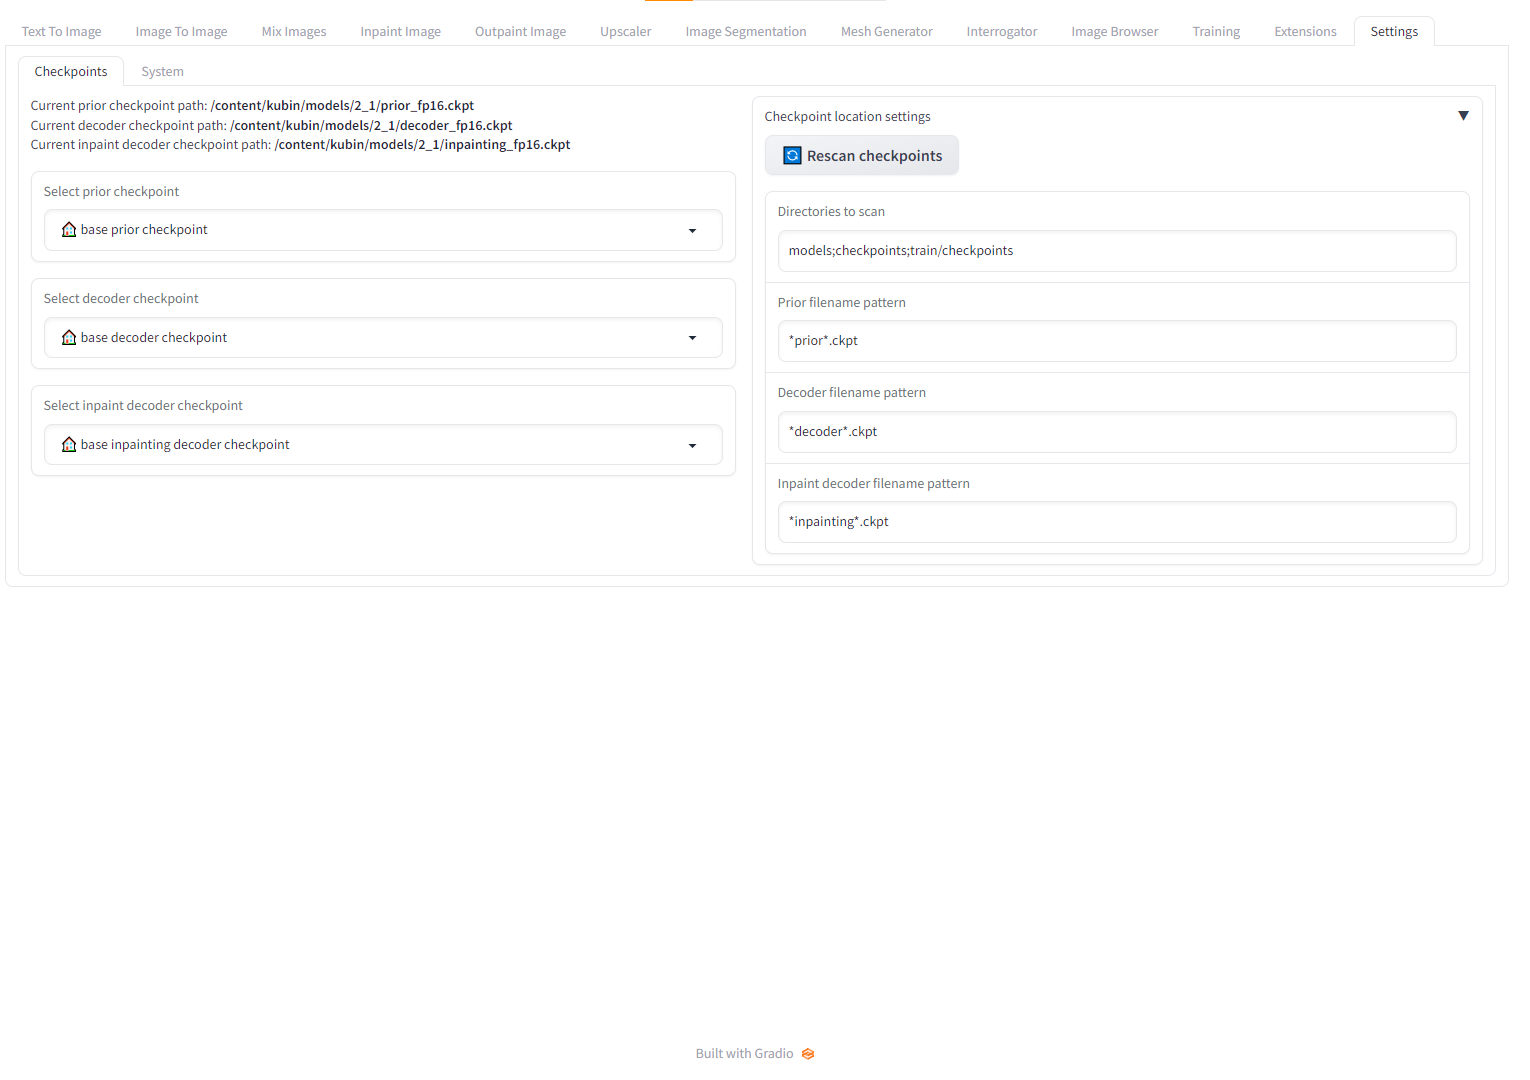 Text To Image Image To Image Mix Images Inpaint Image Outpaint Image Upscaler Image Segmentation Mesh Generator Interrogator Image Browser Training Extensions Settings
Checkpoints System
Current prior checkpoint path: /content/kubin/models/2_1/prior_fp16.ckpt
Current decoder checkpoint path: /content/kubin/models/2_1/decoder_fp16.ckpt
Current inpaint decoder checkpoint path: /content/kubin/models/2_1/inpainting_fp16.ckpt
Select prior checkpoint
base prior checkpoint
Select decoder checkpoint
base decoder checkpoint
Select inpaint decoder checkpoint
base inpainting decoder checkpoint
Checkpoint location settings
Rescan checkpoints
Directories to scan
models;checkpoints;train/checkpoints
Prior filename pattern
*prior*.ckpt
Decoder filename pattern
*decoder*.ckpt
Inpaint decoder filename pattern
*inpainting*.ckpt
Built with Gradio